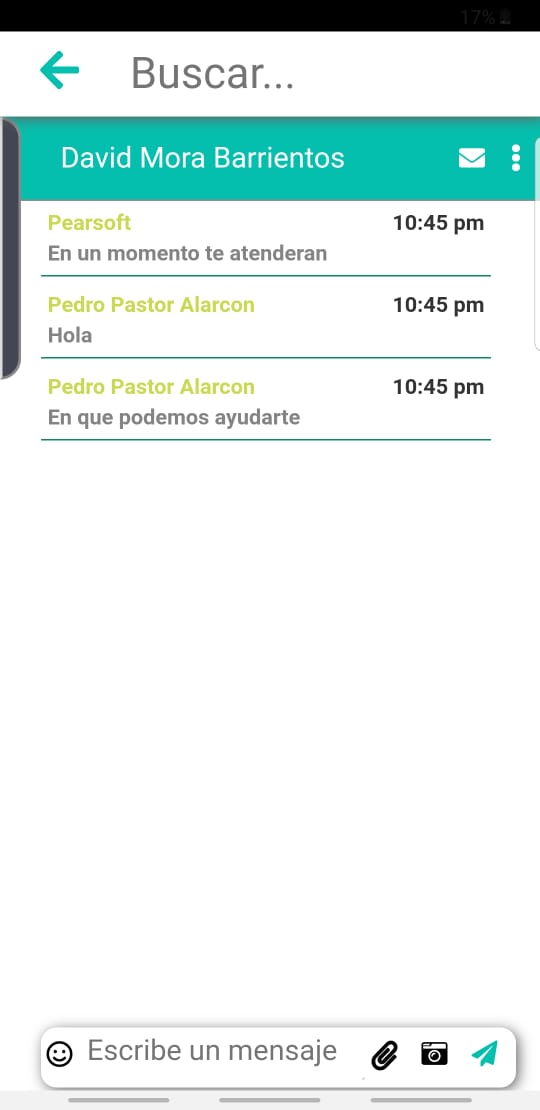 17%
Buscar...
David Mora Barrientos
Pearsoft 10:45 pm
En un momento te atenderan
Pedro Pastor Alarcon 10:45 pm
Hola
Pedro Pastor Alarcon 10:45 pm
En que podemos ayudarte
Escribe un mensaje